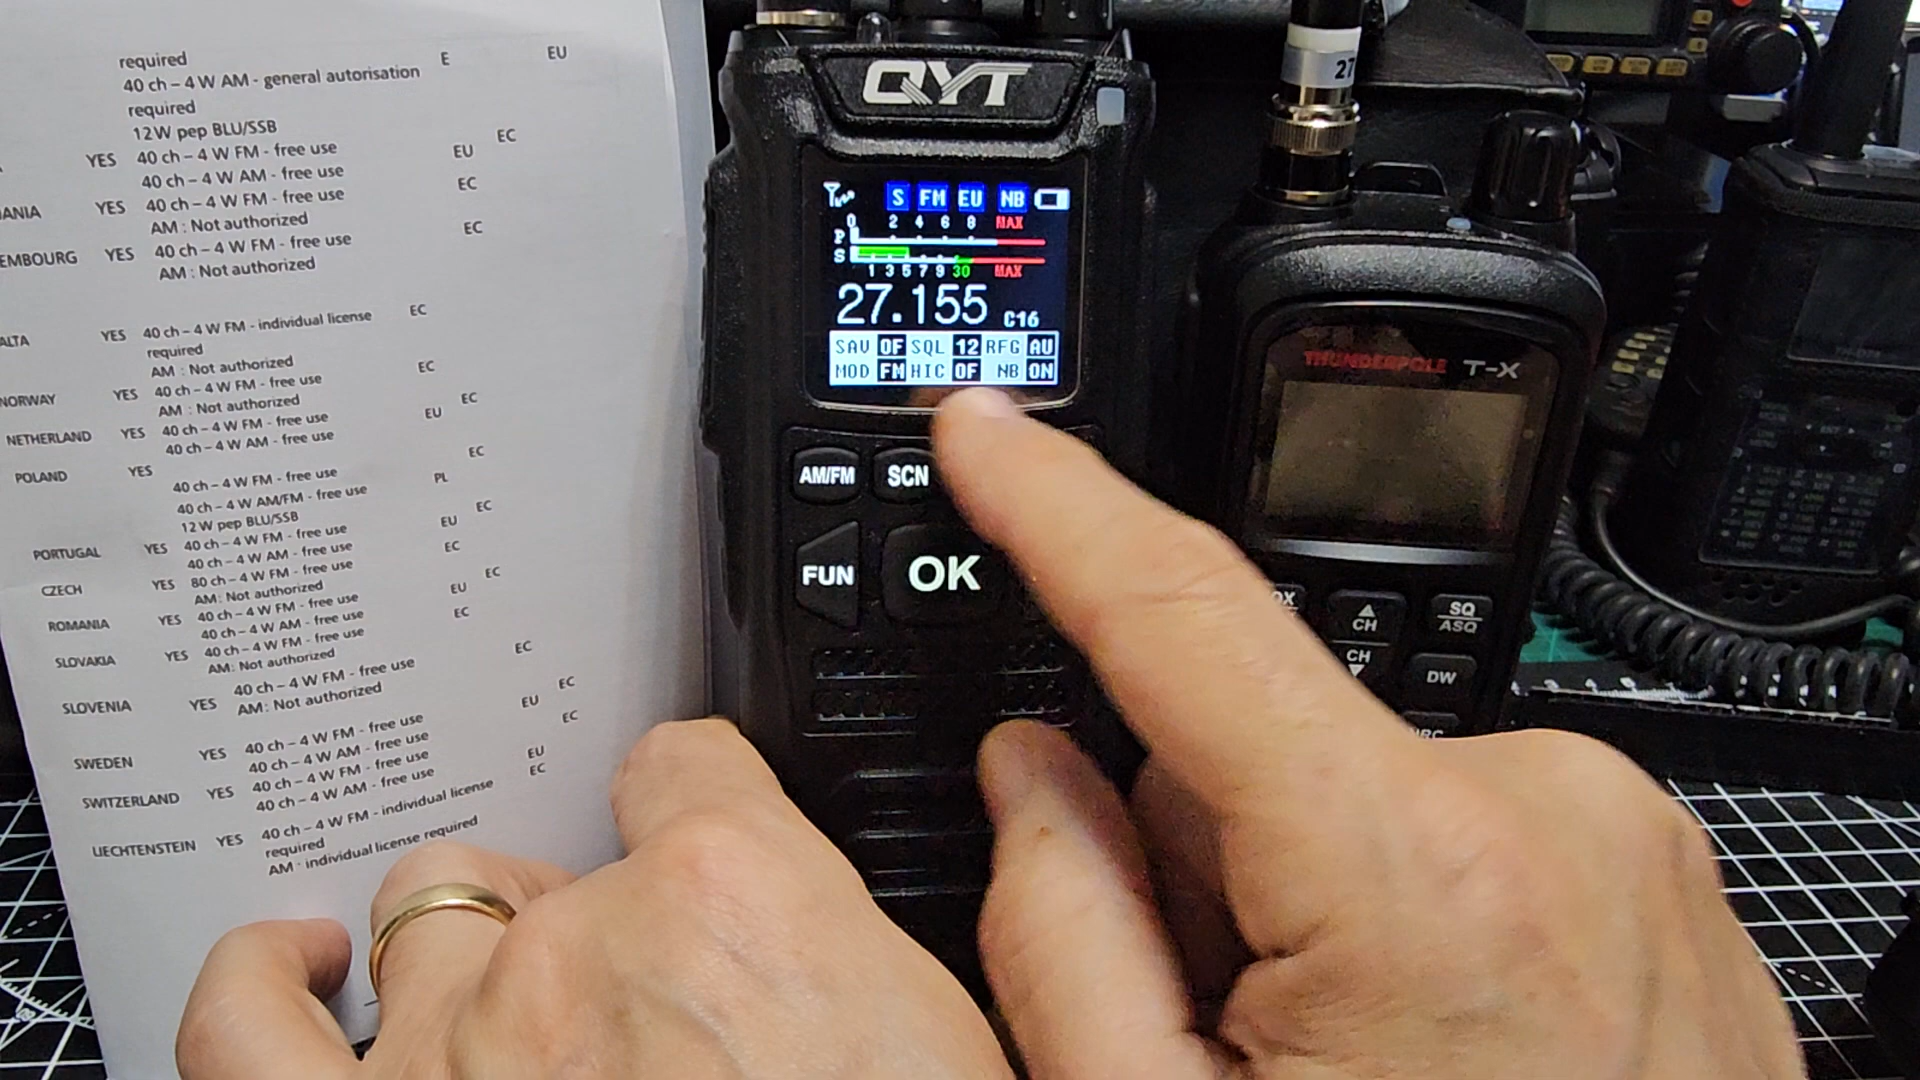 required E EU
40 ch – 4 W AM - general autorisation
required
12W pep BLU/SSB
YES 40 ch – 4 W FM - free use EC
40 ch – 4 W AM - free use EU
ANIA YES 40 ch – 4 W FM - free use EC
AM : Not authorized
EMBOURG YES 40 ch – 4 W FM - free use EC
AM : Not authorized
ALTA YES 40 ch – 4 W FM - individual license EC
required
AM : Not authorized
NORWAY YES 40 ch – 4 W FM - free use EC
AM : Not authorized
NETHERLAND YES 40 ch – 4 W FM - free use EC
40 ch – 4 W AM - free use EU
POLAND YES
40 ch – 4 W FM - free use EC
40 ch – 4 W AM/FM - free use PL
12 W pep BLU/SSB
PORTUGAL YES 40 ch – 4 W FM - free use EC
40 ch – 4 W AM - free use EU
CZECH YES 80 ch – 4 W FM - free use EC
AM: Not authorized
ROMANIA YES 40 ch – 4 W FM - free use EC
40 ch – 4 W AM - free use EU
SLOVAKIA YES 40 ch – 4 W FM - free use EC
AM: Not authorized
SLOVENIA YES 40 ch – 4 W FM - free use EC
AM: Not authorized
SWEDEN YES 40 ch – 4 W FM - free use EC
40 ch – 4 W AM - free use EU
SWITZERLAND YES 40 ch – 4 W FM - free use EC
40 ch – 4 W AM - free use EU
LIECHTENSTEIN YES 40 ch – 4 W FM - individual license EC
required
AM - individual license required
QYT
S FM EU NB
0 2 4 6 8 MAX
P
S
1 3 5 7 9 30 MAX
27.155 C16
SAV OF SQL 12 RFG AU
MOD FM HIC OF NB ON
AM/FM SCN
FUN OK
27
THUNDERPOLE T-X
CH
SQ
ASQ
CH
DW